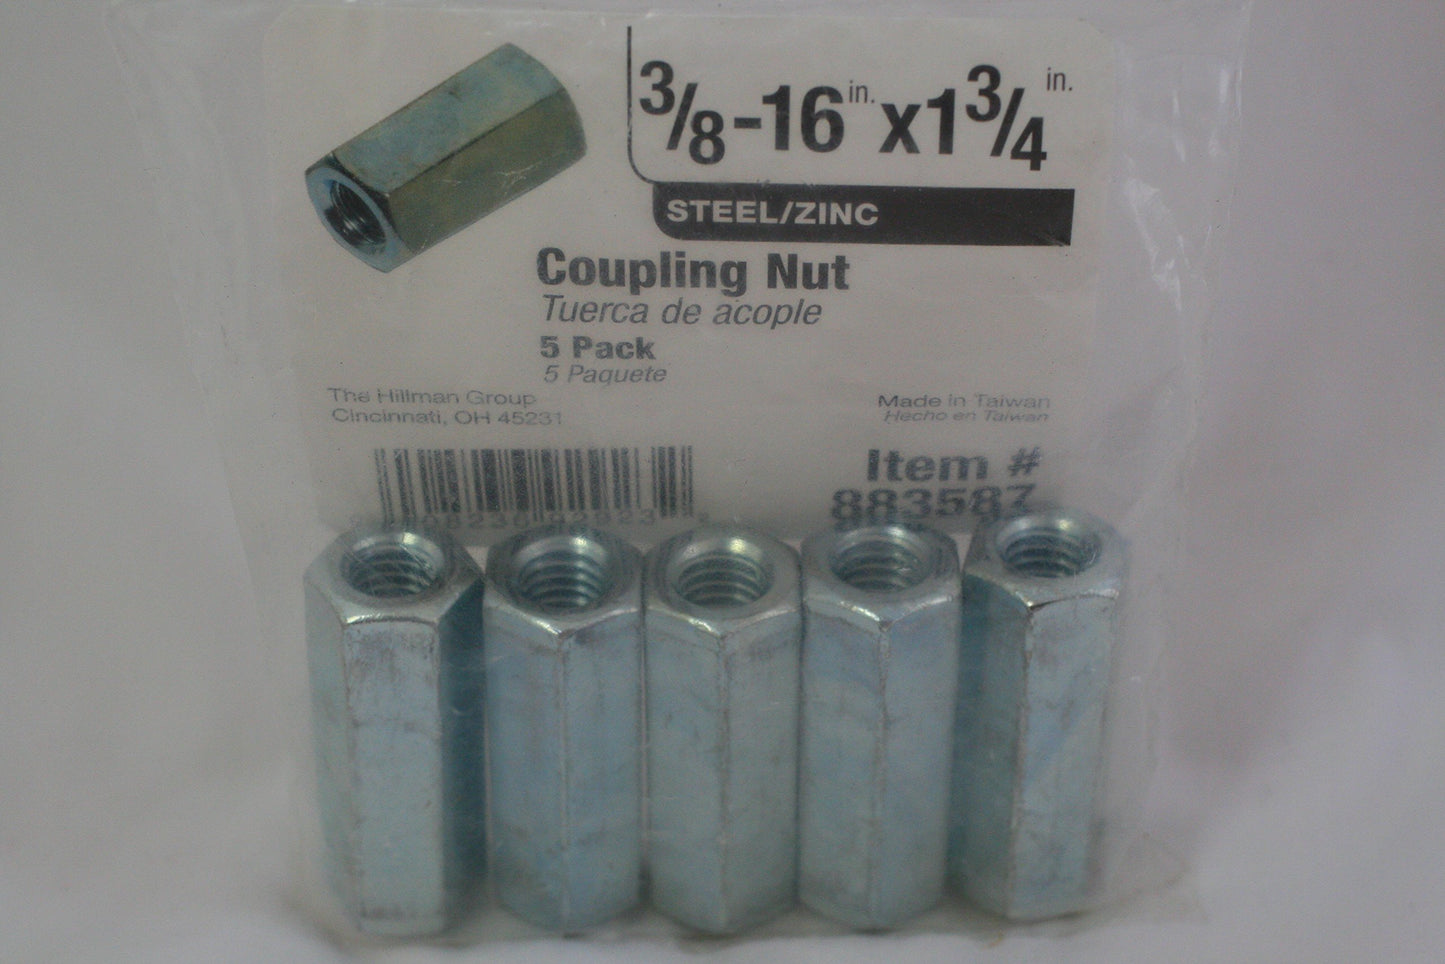 3/8-16 in. x1 3/4 in.
STEEL/ZINC
Coupling Nut
Tuerca de acople
5 Pack
5 Paquete
The Hillman Group
Cincinnati, OH 45231
Made in Taiwan
Hecho en Taiwan
Item #
883587